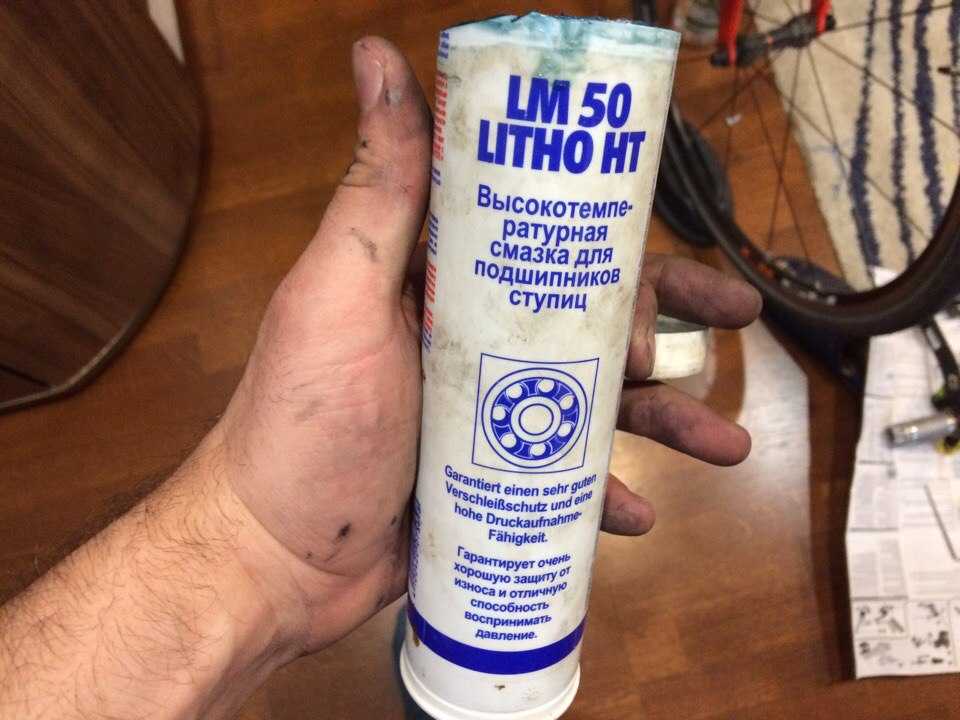 LM 50
LITHO HT
Высокотемпе-
ратурная
смазка для
подшипников
ступиц
Garantiert einen sehr guten
Verschleißschutz und eine
hohe Druckaufnahme-
Fähigkeit.
Гарантирует очень
хорошую защиту от
износа и отличную
способность
воспринимать
давление.